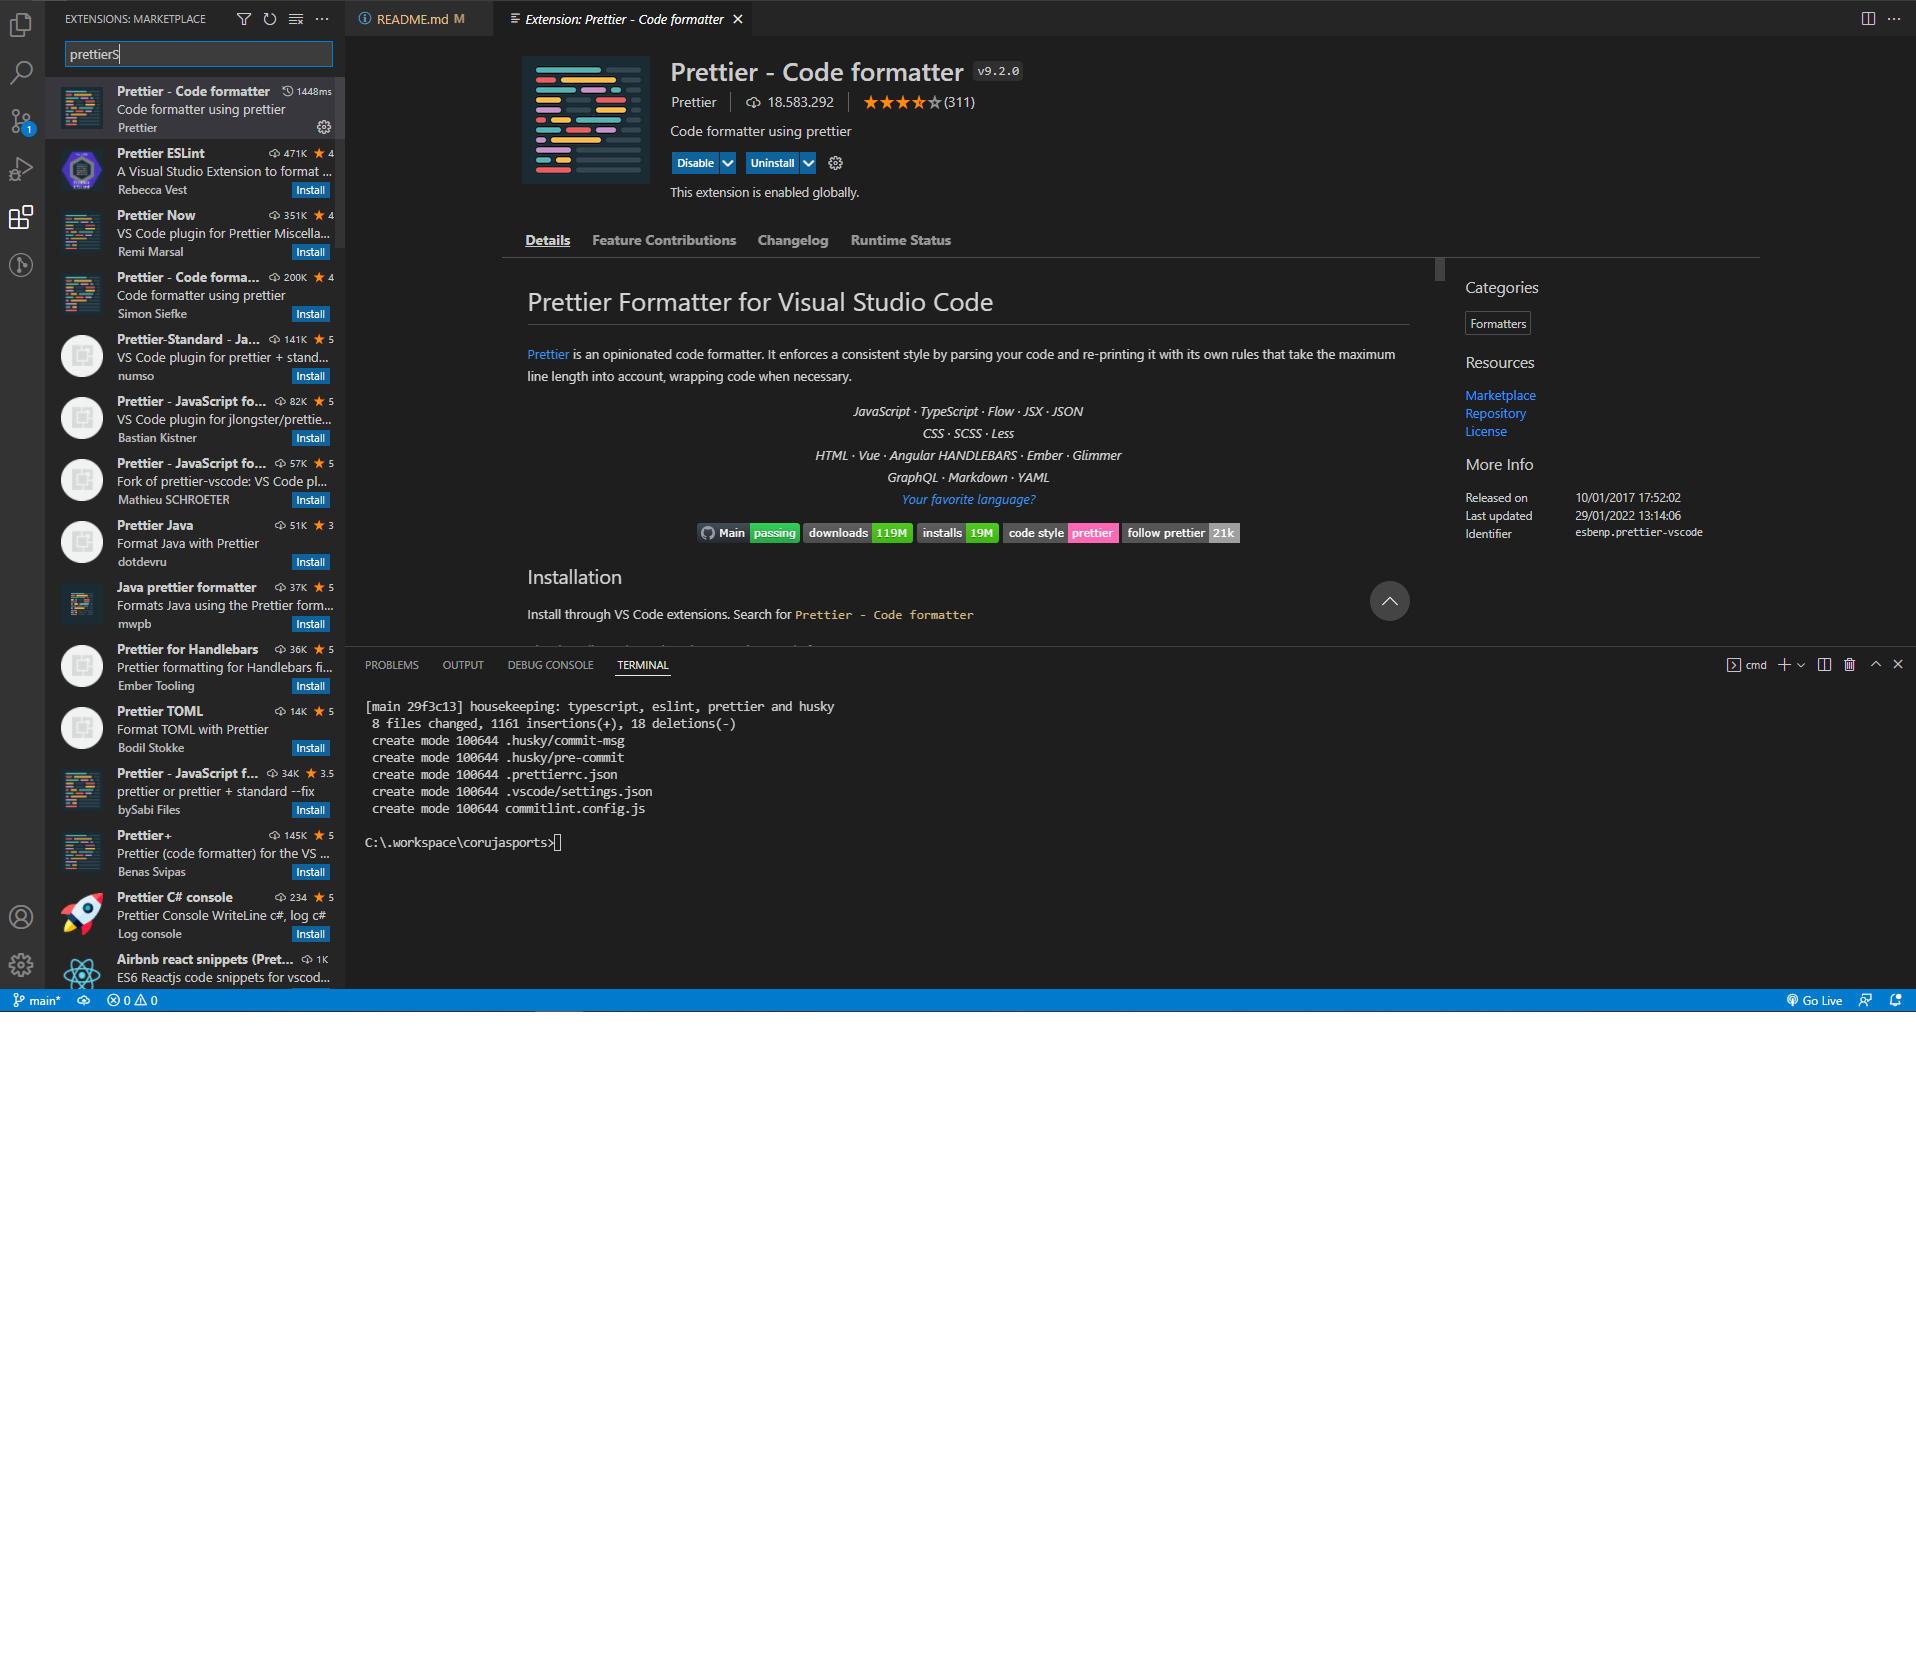 EXTENSIONS: MARKETPLACE
prettierS
Prettier - Code formatter 1448ms
Code formatter using prettier
Prettier
Prettier ESLint 471K ★ 4
A Visual Studio Extension to format ...
Rebecca Vest Install
Prettier Now 351K ★ 4
VS Code plugin for Prettier Miscella...
Remi Marsal Install
Prettier - Code forma... 200K ★ 4
Code formatter using prettier
Simon Siefke Install
Prettier-Standard - Ja... 141K ★ 5
VS Code plugin for prettier + stand...
numso Install
Prettier - JavaScript fo... 82K ★ 5
VS Code plugin for jlongster/prettie...
Bastian Kistner Install
Prettier - JavaScript fo... 57K ★ 5
Fork of prettier-vscode: VS Code pl...
Mathieu SCHROETER Install
Prettier Java 51K ★ 3
Format Java with Prettier
dotdevru Install
Java prettier formatter 37K ★ 5
Formats Java using the Prettier form...
mwpb Install
Prettier for Handlebars 36K ★ 5
Prettier formatting for Handlebars fi...
Ember Tooling Install
Prettier TOML 14K ★ 5
Format TOML with Prettier
Bodil Stokke Install
Prettier - JavaScript f... 34K ★ 3.5
prettier or prettier + standard --fix
bySabi Files Install
Prettier+ 145K ★ 5
Prettier (code formatter) for the VS ...
Benas Svipas Install
Prettier C# console 234 ★ 5
Prettier Console WriteLine c#, log c#
Log console Install
Airbnb react snippets (Pret... 1K
ES6 Reactjs code snippets for vscod...
1
README.md M
Extension: Prettier - Code formatter
Prettier - Code formatter v9.2.0
Prettier 18.583.292 (311)
Code formatter using prettier
Disable Uninstall
This extension is enabled globally.
Details Feature Contributions Changelog Runtime Status
Prettier Formatter for Visual Studio Code
Prettier is an opinionated code formatter. It enforces a consistent style by parsing your code and re-printing it with its own rules that take the maximum
line length into account, wrapping code when necessary.
JavaScript · TypeScript · Flow · JSX · JSON
CSS · SCSS · Less
HTML · Vue · Angular HANDLEBARS · Ember · Glimmer
GraphQL · Markdown · YAML
Your favorite language?
Main passing downloads 119M installs 19M code style prettier follow prettier 21k
Installation
Install through VS Code extensions. Search for Prettier - Code formatter
Categories
Formatters
Resources
Marketplace
Repository
License
More Info
Released on 10/01/2017 17:52:02
Last updated 29/01/2022 13:14:06
Identifier esbenp.prettier-vscode
PROBLEMS OUTPUT DEBUG CONSOLE TERMINAL cmd
[main 29f3c13] housekeeping: typescript, eslint, prettier and husky
8 files changed, 1161 insertions(+), 18 deletions(-)
create mode 100644 .husky/commit-msg
create mode 100644 .husky/pre-commit
create mode 100644 .prettierrc.json
create mode 100644 .vscode/settings.json
create mode 100644 commitlint.config.js
C:\.workspace\corujasports>
main* 0 0 Go Live